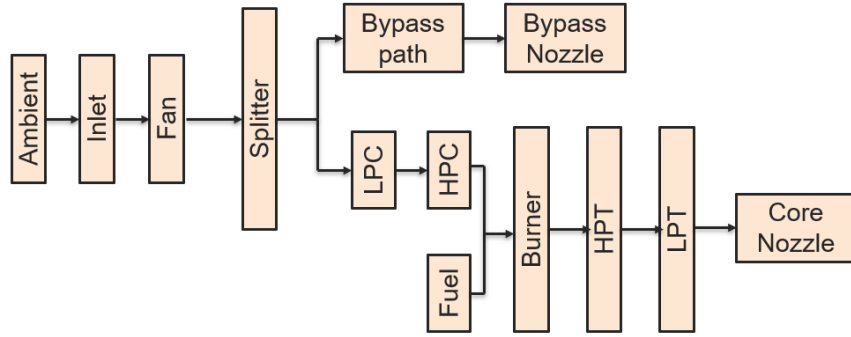 Ambient
Inlet
Fan
Splitter
Bypass
path
Bypass
Nozzle
LPC
HPC
Fuel
Burner
HPT
LPT
Core
Nozzle